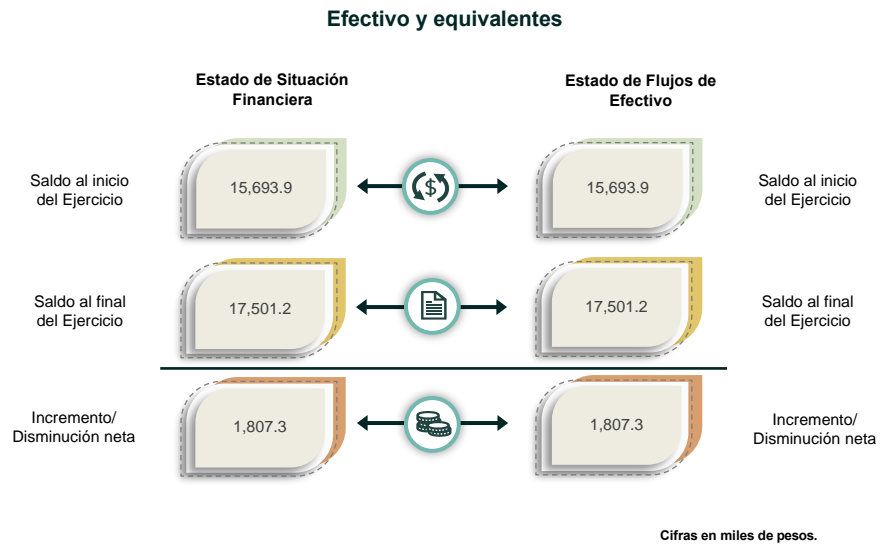 Efectivo y equivalentes
Estado de Situación
Financiera
Estado de Flujos de
Efectivo
Saldo al inicio
del Ejercicio
15,693.9
$
15,693.9
Saldo al inicio
del Ejercicio
Saldo al final
del Ejercicio
17,501.2
17,501.2
Saldo al final
del Ejercicio
Incremento/
Disminución neta
1,807.3
1,807.3
Incremento/
Disminución neta
Cifras en miles de pesos.